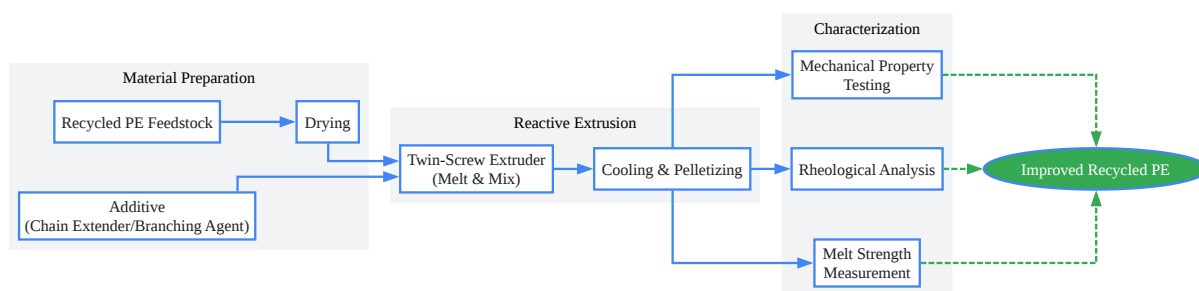 Material Preparation
Recycled PE Feedstock
Drying
Additive
(Chain Extender/Branching Agent)
Reactive Extrusion
Twin-Screw Extruder
(Melt & Mix)
Cooling & Pelletizing
Characterization
Mechanical Property
Testing
Rheological Analysis
Melt Strength
Measurement
Improved Recycled PE